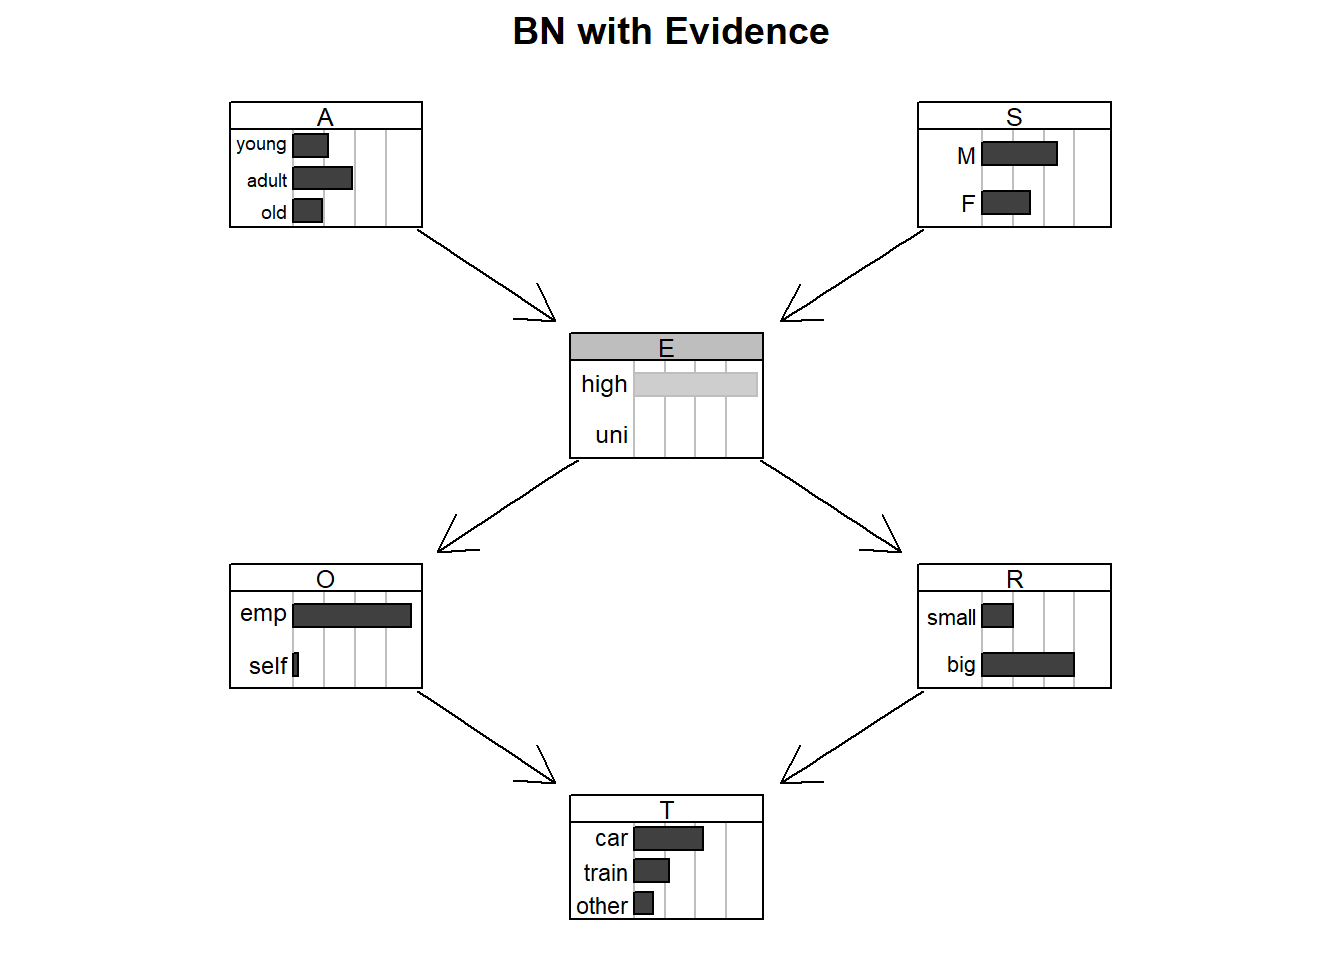 BN with Evidence
A
young
adult
old
S
M
F
E
high
uni
O
emp
self
R
small
big
T
car
train
other